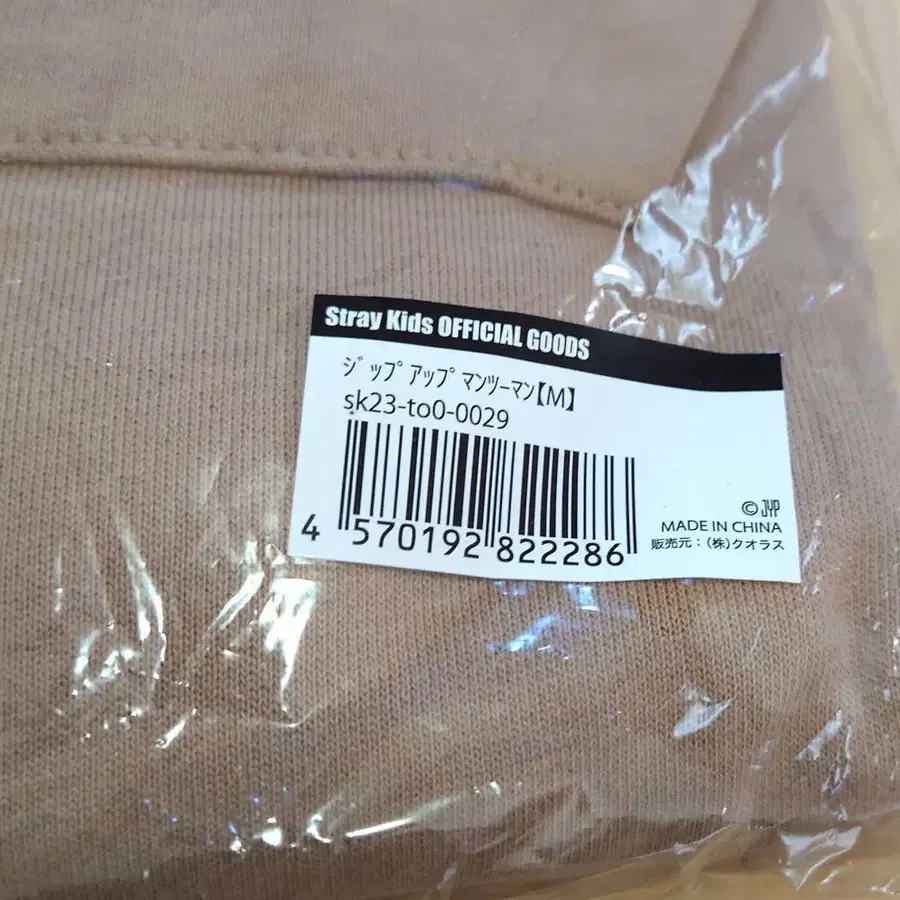 Stray Kids OFFICIAL GOODS
ｼﾞｯﾌﾟｱｯﾌﾟ ﾏﾝﾂｰﾏﾝ【M】
sk23-to0-0029
4 570192 822286
© JYP
MADE IN CHINA
販売元：(株)クオラス